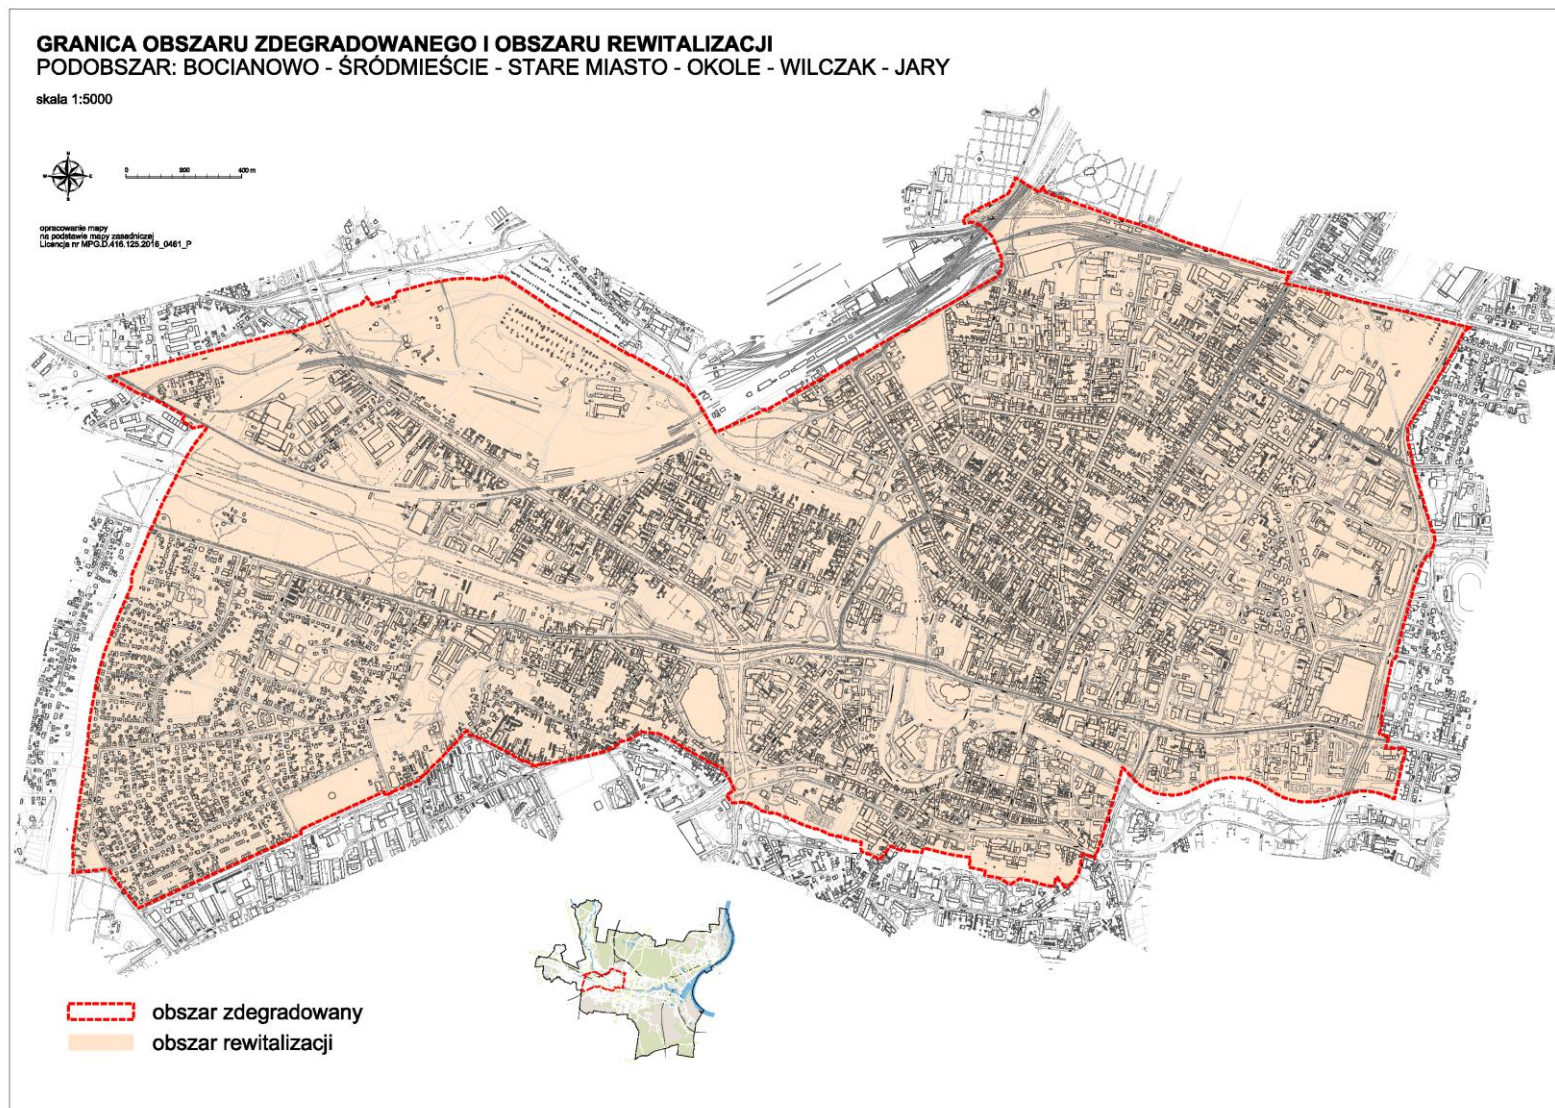 GRANICA OBSZARU ZDEGRADOWANEGO I OBSZARU REWITALIZACJI
PODOBSZAR: BOCIANOWO - ŚRÓDMIEŚCIE - STARE MIASTO - OKOLE - WILCZAK - JARY
skala 1:5000
N
W E
S
0 200 400 m
opracowanie mapy
na podstawie mapy zasadniczej
Licencja nr MPG.D.416.125.2016_0461_P
obszar zdegradowany
obszar rewitalizacji